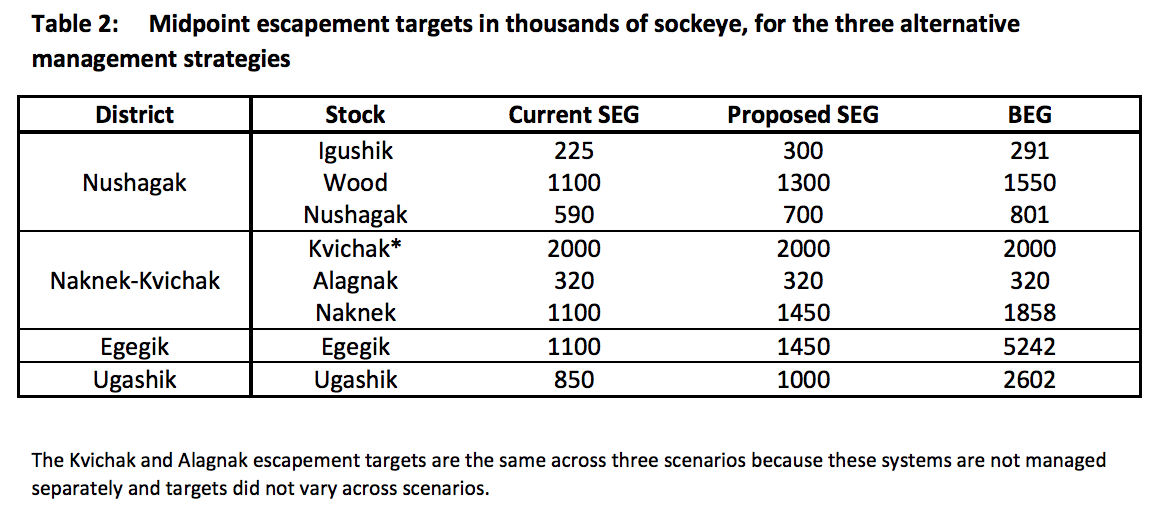 Table 2: Midpoint escapement targets in thousands of sockeye, for the three alternative
management strategies
District Stock Current SEG Proposed SEG BEG
Igushik 225 300 291
Nushagak Wood 1100 1300 1550
Nushagak 590 700 801
Kvichak* 2000 2000 2000
Naknek-Kvichak Alagnak 320 320 320
Naknek 1100 1450 1858
Egegik Egegik 1100 1450 5242
Ugashik Ugashik 850 1000 2602
The Kvichak and Alagnak escapement targets are the same across three scenarios because these systems are not managed
separately and targets did not vary across scenarios.